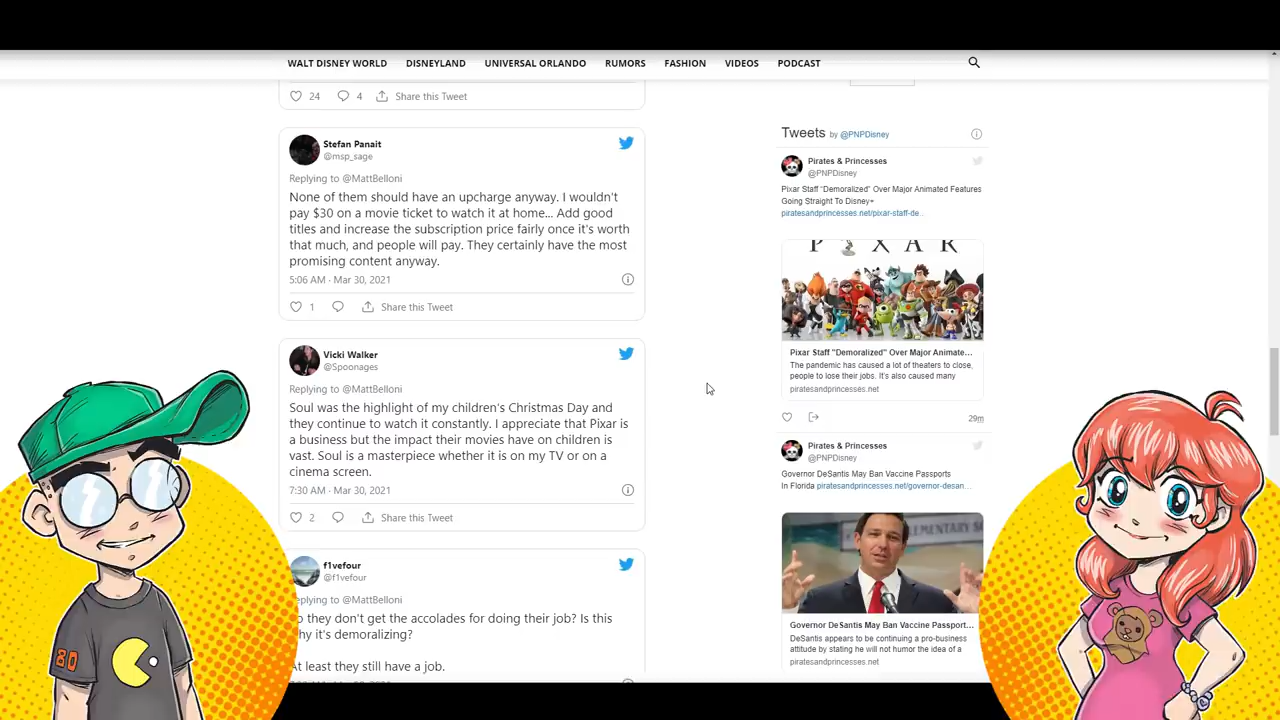 WALT DISNEY WORLD DISNEYLAND UNIVERSAL ORLANDO RUMORS FASHION VIDEOS PODCAST
24 4 Share this Tweet
Stefan Panait
@msp_sage
Replying to @MattBelloni
None of them should have an upcharge anyway. I wouldn't
pay $30 on a movie ticket to watch it at home... Add good
titles and increase the subscription price fairly once it's worth
that much, and people will pay. They certainly have the most
promising content anyway.
5:06 AM · Mar 30, 2021
1 Share this Tweet
Vicki Walker
@Spoonages
Replying to @MattBelloni
Soul was the highlight of my children's Christmas Day and
they continue to watch it constantly. I appreciate that Pixar is
a business but the impact their movies have on children is
vast. Soul is a masterpiece whether it is on my TV or on a
cinema screen.
7:30 AM · Mar 30, 2021
2 Share this Tweet
f1vefour
@f1vefour
eplying to @MattBelloni
o they don't get the accolades for doing their job? Is this
hy it's demoralizing?
At least they still have a job.
Tweets by @PNPDisney
Pirates & Princesses
@PNPDisney
Pixar Staff "Demoralized" Over Major Animated Features
Going Straight To Disney+
piratesandprincesses.net/pixar-staff-de...
PIXAR
Pixar Staff "Demoralized" Over Major Animate...
The pandemic has caused a lot of theaters to close,
people to lose their jobs. It's also caused many
piratesandprincesses.net
29m
Pirates & Princesses
@PNPDisney
Governor DeSantis May Ban Vaccine Passports
In Florida piratesandprincesses.net/governor-desan...
EMENTARY SC
Governor DeSantis May Ban Vaccine Passport...
DeSantis appears to be continuing a pro-business
attitude by stating he will not humor the idea of a
piratesandprincesses.net
80